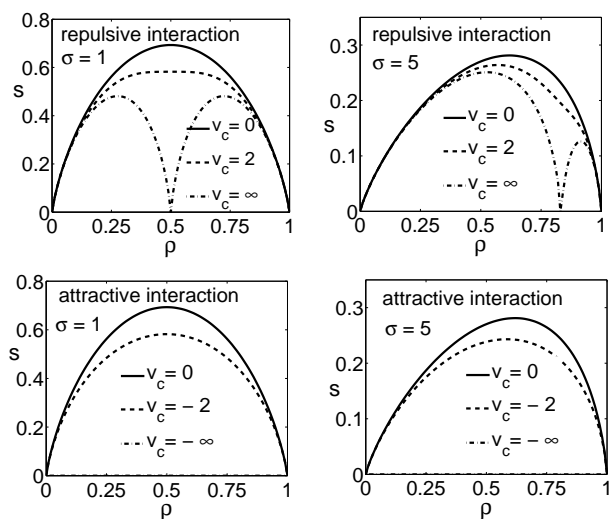 repulsive interaction
σ = 1
v_c = 0
v_c = 2
v_c = ∞
s
0.8
0.6
0.4
0.2
0
0 0.25 0.5 0.75 1
ρ
repulsive interaction
σ = 5
v_c = 0
v_c = 2
v_c = ∞
s
0.3
0.2
0.1
0
0 0.25 0.5 0.75 1
ρ
attractive interaction
σ = 1
v_c = 0
v_c = − 2
v_c = − ∞
s
0.8
0.6
0.4
0.2
0
0 0.25 0.5 0.75 1
ρ
attractive interaction
σ = 5
v_c = 0
v_c = − 2
v_c = − ∞
s
0.3
0.2
0.1
0
0 0.25 0.5 0.75 1
ρ